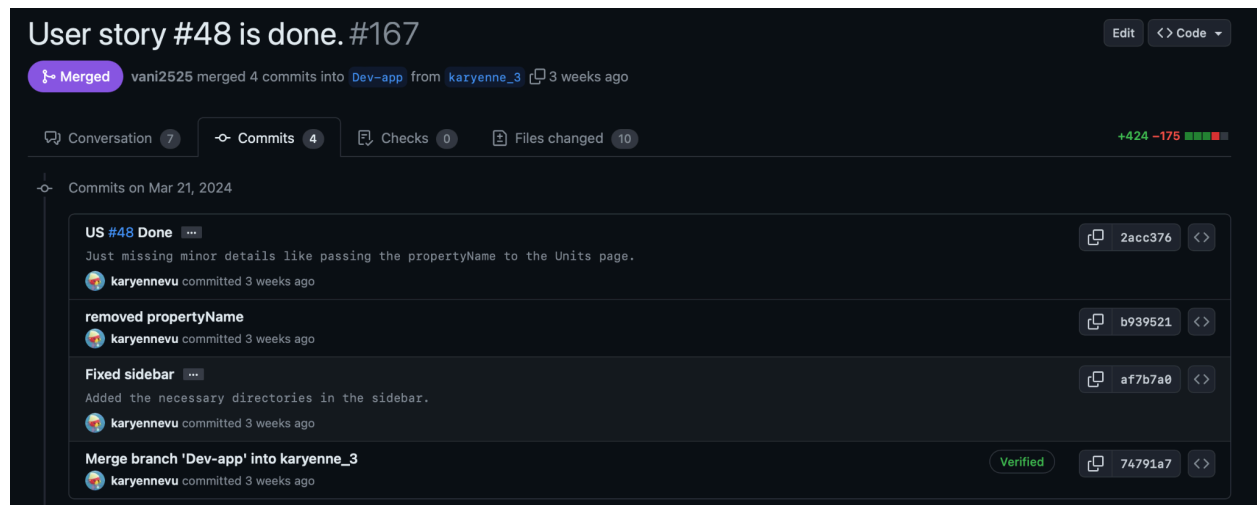 User story #48 is done. #167
Edit
<> Code
Merged
vani2525 merged 4 commits into Dev-app from karyenne_3 3 weeks ago
Conversation 7
Commits 4
Checks 0
Files changed 10
+424 −175
Commits on Mar 21, 2024
US #48 Done ...
Just missing minor details like passing the propertyName to the Units page.
karyennevu committed 3 weeks ago
2acc376
<>
removed propertyName
karyennevu committed 3 weeks ago
b939521
<>
Fixed sidebar ...
Added the necessary directories in the sidebar.
karyennevu committed 3 weeks ago
af7b7a0
<>
Merge branch 'Dev-app' into karyenne_3
karyennevu committed 3 weeks ago
Verified
74791a7
<>